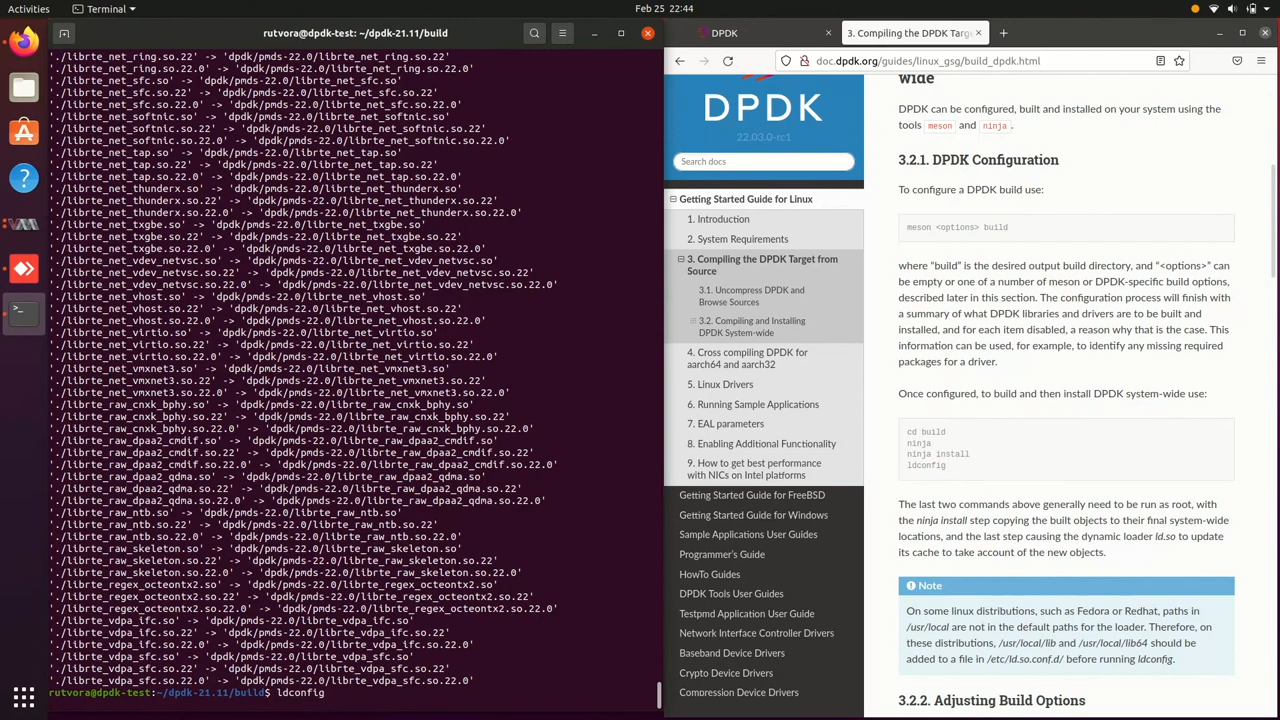 Activities
Terminal
Feb 25 22:44
rutvora@dpdk-test: ~/dpdk-21.11/build
'./librte_net_ring.so.22' -> 'dpdk/pmds-22.0/librte_net_ring.so.22'
'./librte_net_ring.so.22.0' -> 'dpdk/pmds-22.0/librte_net_ring.so.22.0'
'./librte_net_sfc.so' -> 'dpdk/pmds-22.0/librte_net_sfc.so'
'./librte_net_sfc.so.22' -> 'dpdk/pmds-22.0/librte_net_sfc.so.22'
'./librte_net_sfc.so.22.0' -> 'dpdk/pmds-22.0/librte_net_sfc.so.22.0'
'./librte_net_softnic.so' -> 'dpdk/pmds-22.0/librte_net_softnic.so'
'./librte_net_softnic.so.22' -> 'dpdk/pmds-22.0/librte_net_softnic.so.22'
'./librte_net_softnic.so.22.0' -> 'dpdk/pmds-22.0/librte_net_softnic.so.22.0'
'./librte_net_tap.so' -> 'dpdk/pmds-22.0/librte_net_tap.so'
'./librte_net_tap.so.22' -> 'dpdk/pmds-22.0/librte_net_tap.so.22'
'./librte_net_tap.so.22.0' -> 'dpdk/pmds-22.0/librte_net_tap.so.22.0'
'./librte_net_thunderx.so' -> 'dpdk/pmds-22.0/librte_net_thunderx.so'
'./librte_net_thunderx.so.22' -> 'dpdk/pmds-22.0/librte_net_thunderx.so.22'
'./librte_net_thunderx.so.22.0' -> 'dpdk/pmds-22.0/librte_net_thunderx.so.22.0'
'./librte_net_txgbe.so' -> 'dpdk/pmds-22.0/librte_net_txgbe.so'
'./librte_net_txgbe.so.22' -> 'dpdk/pmds-22.0/librte_net_txgbe.so.22'
'./librte_net_txgbe.so.22.0' -> 'dpdk/pmds-22.0/librte_net_txgbe.so.22.0'
'./librte_net_vdev_netvsc.so' -> 'dpdk/pmds-22.0/librte_net_vdev_netvsc.so'
'./librte_net_vdev_netvsc.so.22' -> 'dpdk/pmds-22.0/librte_net_vdev_netvsc.so.22'
'./librte_net_vdev_netvsc.so.22.0' -> 'dpdk/pmds-22.0/librte_net_vdev_netvsc.so.22.0'
'./librte_net_vhost.so' -> 'dpdk/pmds-22.0/librte_net_vhost.so'
'./librte_net_vhost.so.22' -> 'dpdk/pmds-22.0/librte_net_vhost.so.22'
'./librte_net_vhost.so.22.0' -> 'dpdk/pmds-22.0/librte_net_vhost.so.22.0'
'./librte_net_virtio.so' -> 'dpdk/pmds-22.0/librte_net_virtio.so'
'./librte_net_virtio.so.22' -> 'dpdk/pmds-22.0/librte_net_virtio.so.22'
'./librte_net_virtio.so.22.0' -> 'dpdk/pmds-22.0/librte_net_virtio.so.22.0'
'./librte_net_vmxnet3.so' -> 'dpdk/pmds-22.0/librte_net_vmxnet3.so'
'./librte_net_vmxnet3.so.22' -> 'dpdk/pmds-22.0/librte_net_vmxnet3.so.22'
'./librte_net_vmxnet3.so.22.0' -> 'dpdk/pmds-22.0/librte_net_vmxnet3.so.22.0'
'./librte_raw_cnxk_bphy.so' -> 'dpdk/pmds-22.0/librte_raw_cnxk_bphy.so'
'./librte_raw_cnxk_bphy.so.22' -> 'dpdk/pmds-22.0/librte_raw_cnxk_bphy.so.22'
'./librte_raw_cnxk_bphy.so.22.0' -> 'dpdk/pmds-22.0/librte_raw_cnxk_bphy.so.22.0'
'./librte_raw_dpaa2_cmdif.so' -> 'dpdk/pmds-22.0/librte_raw_dpaa2_cmdif.so'
'./librte_raw_dpaa2_cmdif.so.22' -> 'dpdk/pmds-22.0/librte_raw_dpaa2_cmdif.so.22'
'./librte_raw_dpaa2_cmdif.so.22.0' -> 'dpdk/pmds-22.0/librte_raw_dpaa2_cmdif.so.22.0'
'./librte_raw_dpaa2_qdma.so' -> 'dpdk/pmds-22.0/librte_raw_dpaa2_qdma.so'
'./librte_raw_dpaa2_qdma.so.22' -> 'dpdk/pmds-22.0/librte_raw_dpaa2_qdma.so.22'
'./librte_raw_dpaa2_qdma.so.22.0' -> 'dpdk/pmds-22.0/librte_raw_dpaa2_qdma.so.22.0'
'./librte_raw_ntb.so' -> 'dpdk/pmds-22.0/librte_raw_ntb.so'
'./librte_raw_ntb.so.22' -> 'dpdk/pmds-22.0/librte_raw_ntb.so.22'
'./librte_raw_ntb.so.22.0' -> 'dpdk/pmds-22.0/librte_raw_ntb.so.22.0'
'./librte_raw_skeleton.so' -> 'dpdk/pmds-22.0/librte_raw_skeleton.so'
'./librte_raw_skeleton.so.22' -> 'dpdk/pmds-22.0/librte_raw_skeleton.so.22'
'./librte_raw_skeleton.so.22.0' -> 'dpdk/pmds-22.0/librte_raw_skeleton.so.22.0'
'./librte_regex_octeontx2.so' -> 'dpdk/pmds-22.0/librte_regex_octeontx2.so'
'./librte_regex_octeontx2.so.22' -> 'dpdk/pmds-22.0/librte_regex_octeontx2.so.22'
'./librte_regex_octeontx2.so.22.0' -> 'dpdk/pmds-22.0/librte_regex_octeontx2.so.22.0'
'./librte_vdpa_ifc.so' -> 'dpdk/pmds-22.0/librte_vdpa_ifc.so'
'./librte_vdpa_ifc.so.22' -> 'dpdk/pmds-22.0/librte_vdpa_ifc.so.22'
'./librte_vdpa_ifc.so.22.0' -> 'dpdk/pmds-22.0/librte_vdpa_ifc.so.22.0'
'./librte_vdpa_sfc.so' -> 'dpdk/pmds-22.0/librte_vdpa_sfc.so'
'./librte_vdpa_sfc.so.22' -> 'dpdk/pmds-22.0/librte_vdpa_sfc.so.22'
'./librte_vdpa_sfc.so.22.0' -> 'dpdk/pmds-22.0/librte_vdpa_sfc.so.22.0'
rutvora@dpdk-test:~/dpdk-21.11/build$ ldconfig
DPDK
3. Compiling the DPDK Targ
doc.dpdk.org/guides/linux_gsg/build_dpdk.html
DPDK
22.03.0-rc1
Search docs
Getting Started Guide for Linux
1. Introduction
2. System Requirements
3. Compiling the DPDK Target from
Source
3.1. Uncompress DPDK and
Browse Sources
3.2. Compiling and Installing
DPDK System-wide
4. Cross compiling DPDK for
aarch64 and aarch32
5. Linux Drivers
6. Running Sample Applications
7. EAL parameters
8. Enabling Additional Functionality
9. How to get best performance
with NICs on Intel platforms
Getting Started Guide for FreeBSD
Getting Started Guide for Windows
Sample Applications User Guides
Programmer's Guide
HowTo Guides
DPDK Tools User Guides
Testpmd Application User Guide
Network Interface Controller Drivers
Baseband Device Drivers
Crypto Device Drivers
Compression Device Drivers
wide
DPDK can be configured, built and installed on your system using the
tools meson and ninja.
3.2.1. DPDK Configuration
To configure a DPDK build use:
meson <options> build
where “build” is the desired output build directory, and “<options>” can
be empty or one of a number of meson or DPDK-specific build options,
described later in this section. The configuration process will finish with
a summary of what DPDK libraries and drivers are to be built and
installed, and for each item disabled, a reason why that is the case. This
information can be used, for example, to identify any missing required
packages for a driver.
Once configured, to build and then install DPDK system-wide use:
cd build
ninja
ninja install
ldconfig
The last two commands above generally need to be run as root, with
the ninja install step copying the built objects to their final system-wide
locations, and the last step causing the dynamic loader ld.so to update
its cache to take account of the new objects.
Note
On some linux distributions, such as Fedora or Redhat, paths in
/usr/local are not in the default paths for the loader. Therefore, on
these distributions, /usr/local/lib and /usr/local/lib64 should be
added to a file in /etc/ld.so.conf.d/ before running ldconfig.
3.2.2. Adjusting Build Options